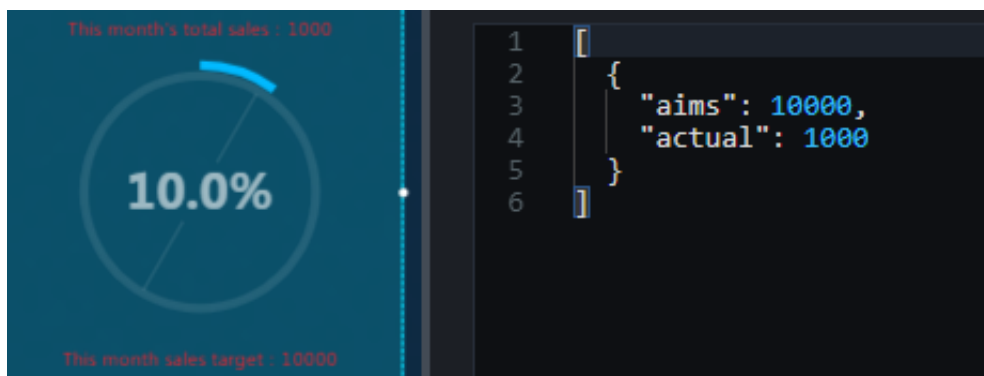 This month's total sales : 1000
10.0%
This month sales target : 10000
1 [
2 {
3 "aims": 10000,
4 "actual": 1000
5 }
6 ]